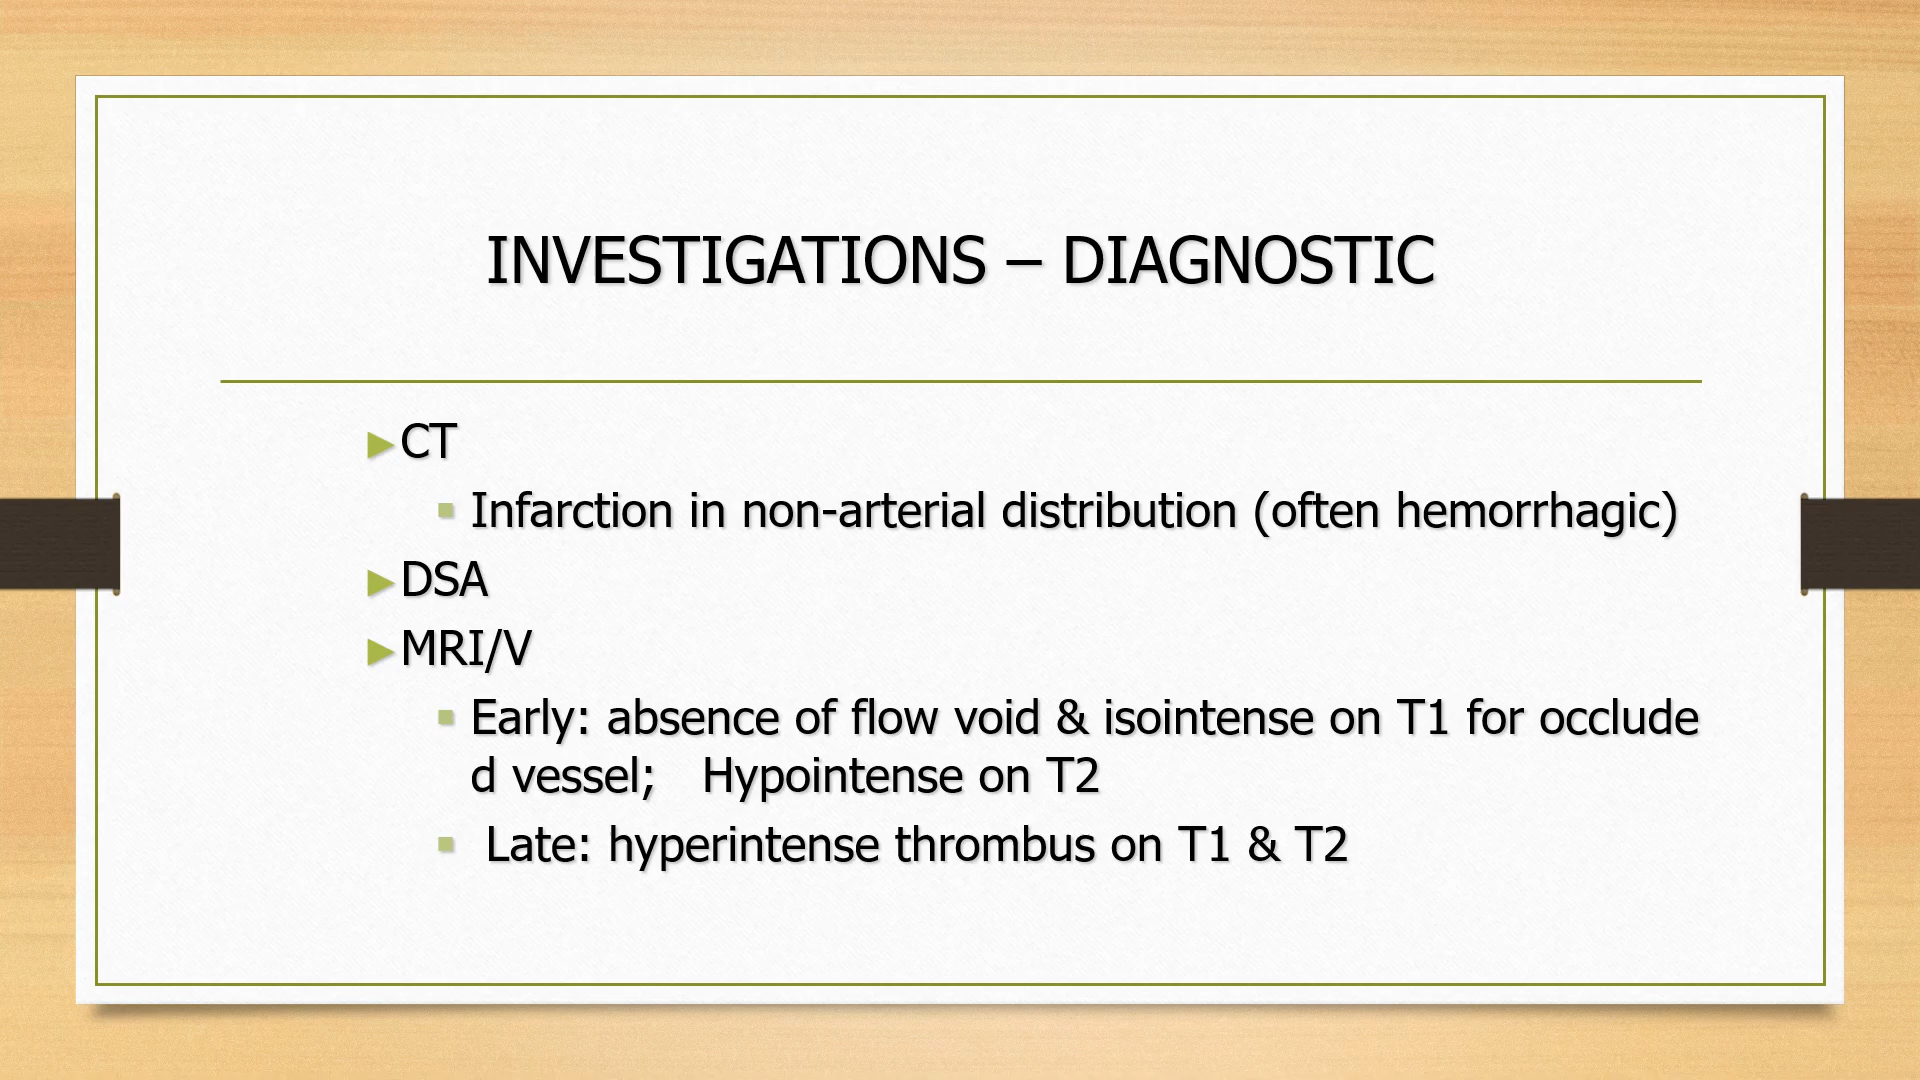 INVESTIGATIONS – DIAGNOSTIC
►CT
▪ Infarction in non-arterial distribution (often hemorrhagic)
►DSA
►MRI/V
▪ Early: absence of flow void & isointense on T1 for occlude
d vessel;   Hypointense on T2
▪ Late: hyperintense thrombus on T1 & T2